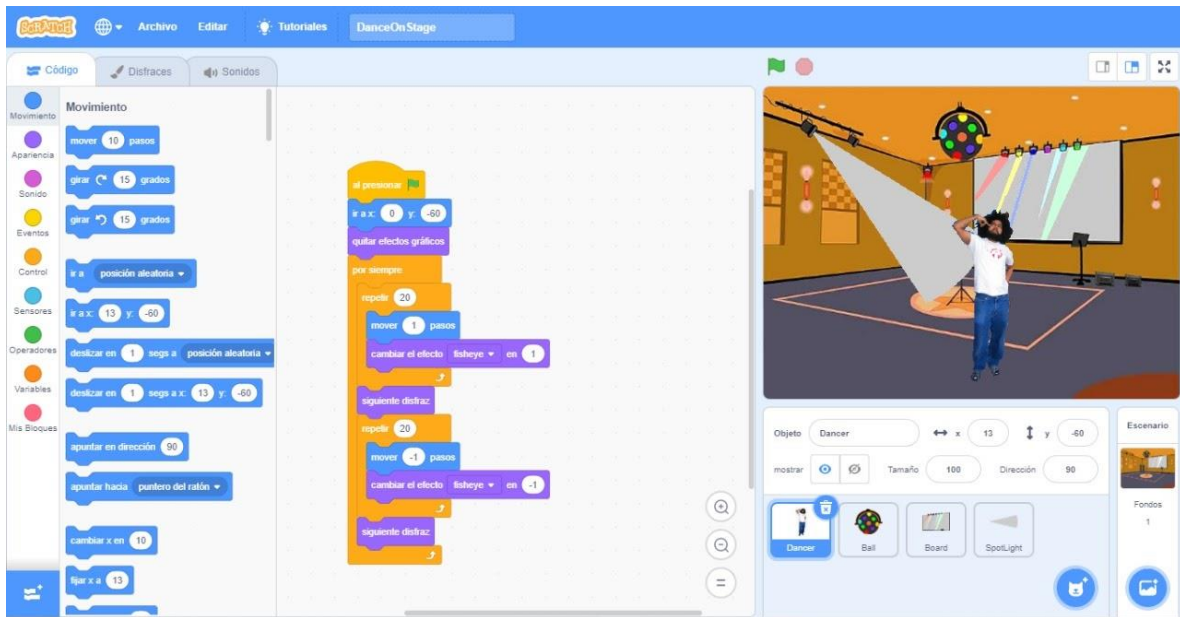 SCRATCH
Archivo
Editar
Tutoriales
DanceOnStage
Código
Disfraces
Sonidos
Movimiento
Apariencia
Sonido
Eventos
Control
Sensores
Operadores
Variables
Mis Bloques
Movimiento
mover 10 pasos
girar 15 grados
girar 15 grados
ir a posición aleatoria
ir a x: 13 y: -60
deslizar en 1 segs a posición aleatoria
deslizar en 1 segs a x: 13 y: -60
apuntar en dirección 90
apuntar hacia puntero del ratón
cambiar x en 10
fijar x a 13
al presionar
ir a x: 0 y: -60
quitar efectos gráficos
por siempre
repetir 20
mover 1 pasos
cambiar el efecto fisheye en 1
siguiente disfraz
repetir 20
mover -1 pasos
cambiar el efecto fisheye en -1
siguiente disfraz
Objeto Dancer x 13 y -60
mostrar Tamaño 100 Dirección 90
Dancer
Ball
Board
SpotLight
Escenario
Fondos
1